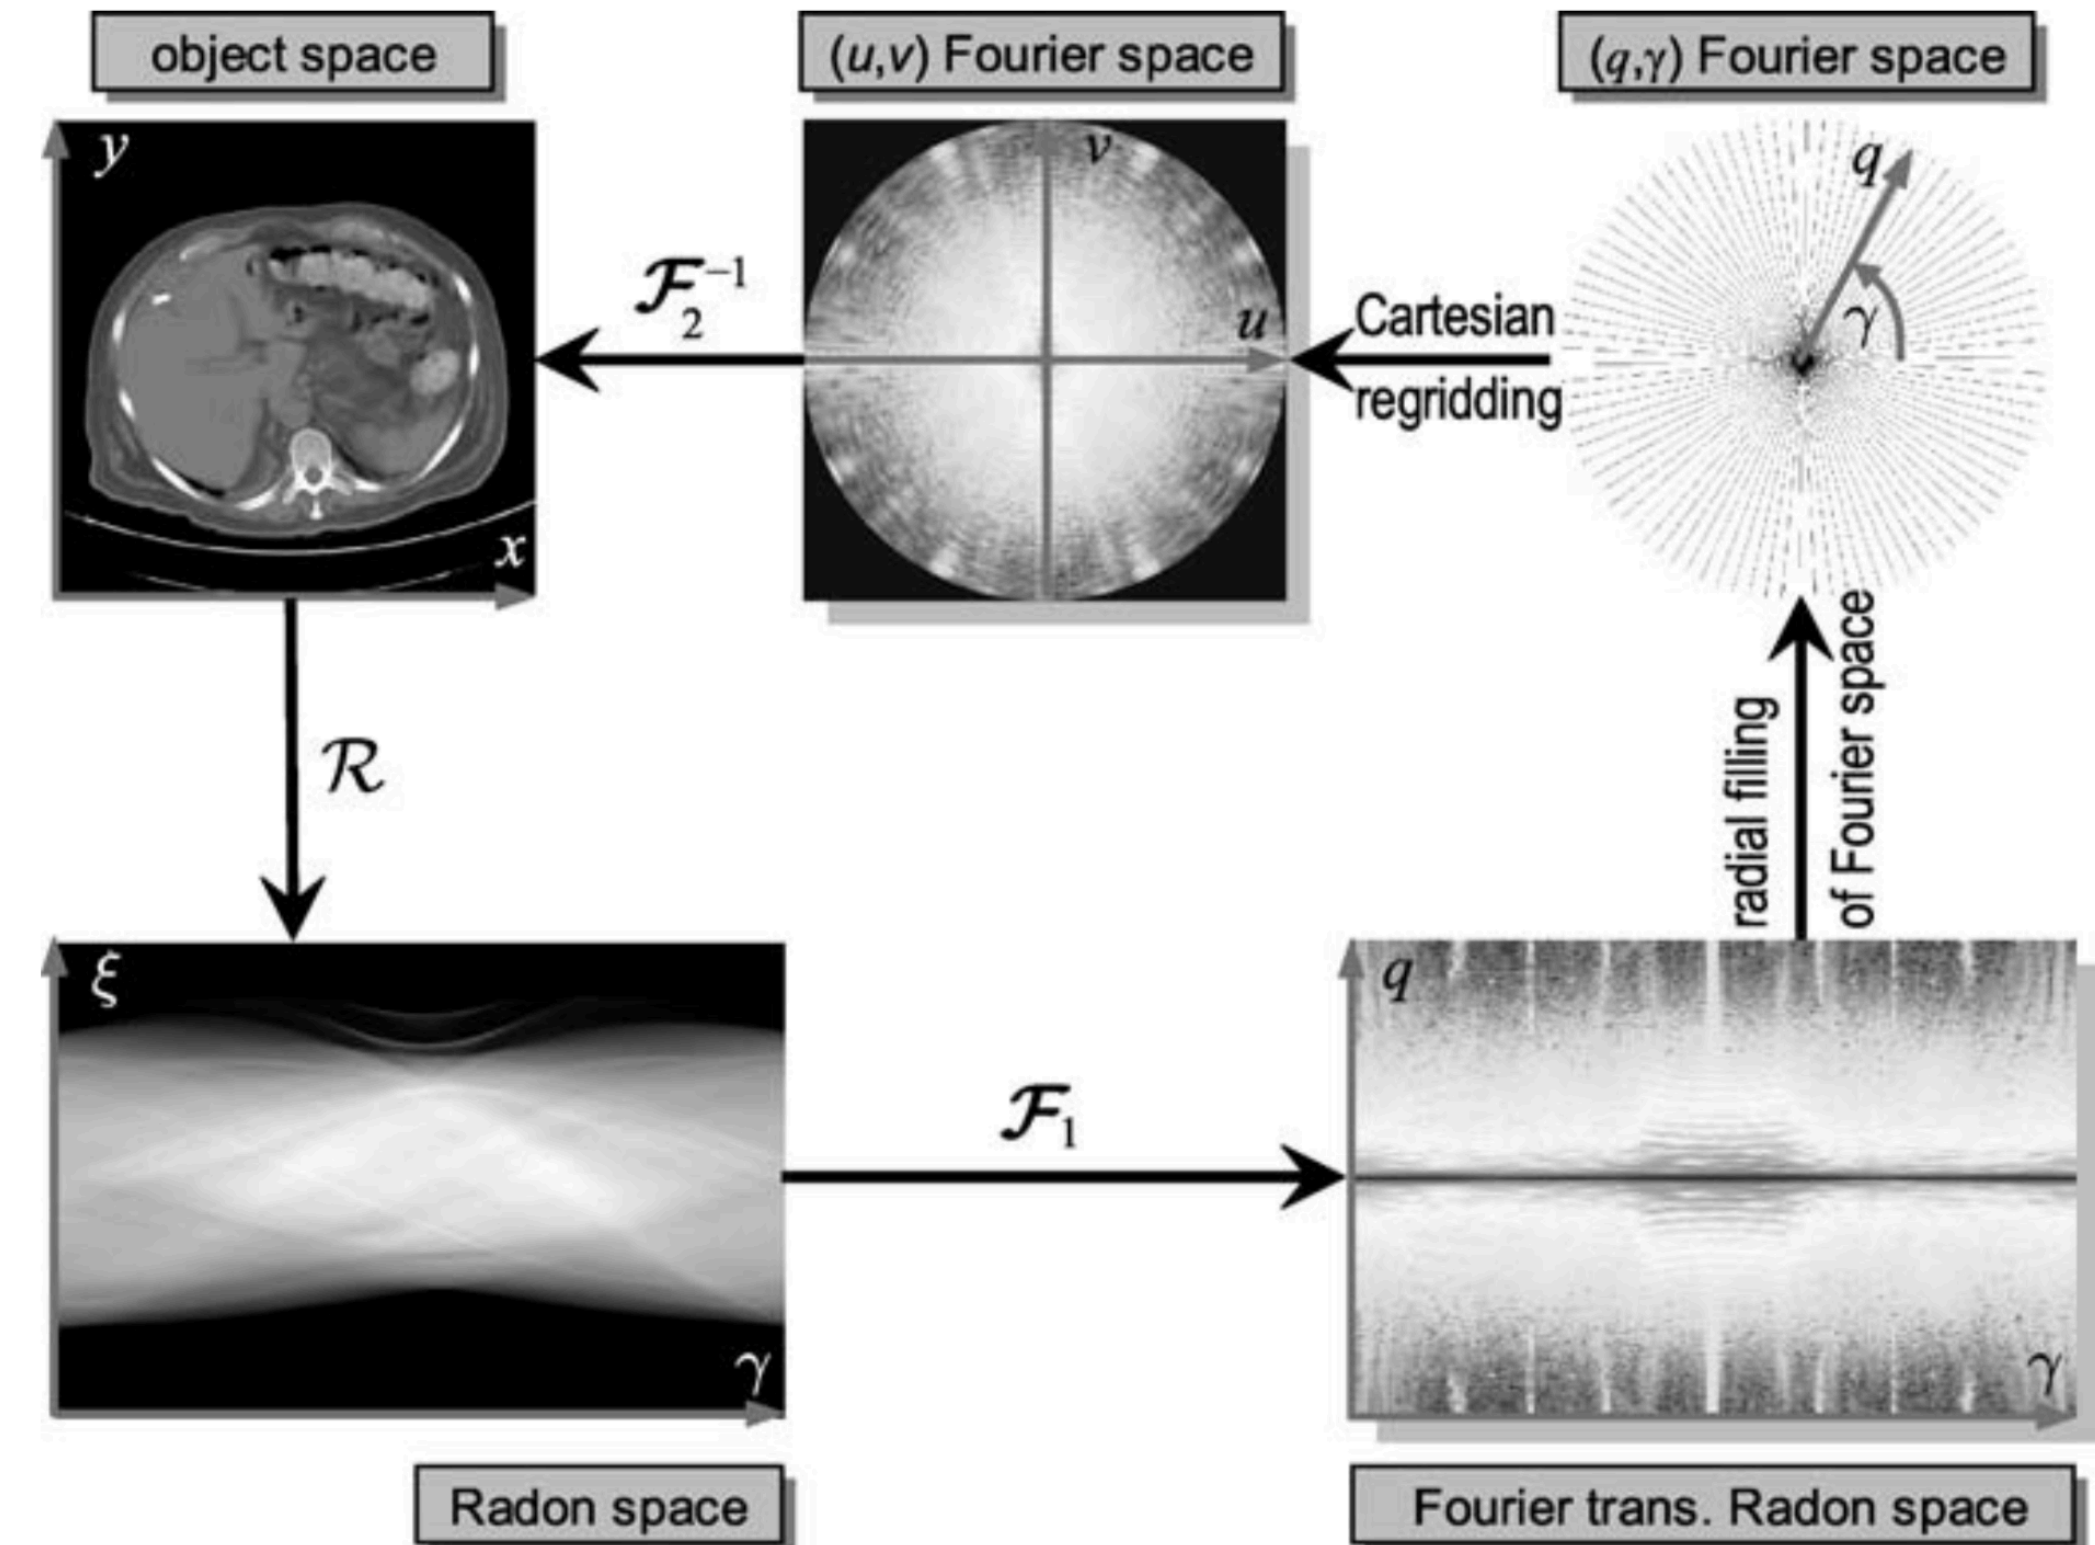 object space
(u,v) Fourier space
(q,γ) Fourier space
y
x
v
u
q
γ
ℱ₂⁻¹
Cartesian
regridding
ℛ
radial filling
of Fourier space
ξ
γ
ℱ₁
q
γ
Radon space
Fourier trans. Radon space